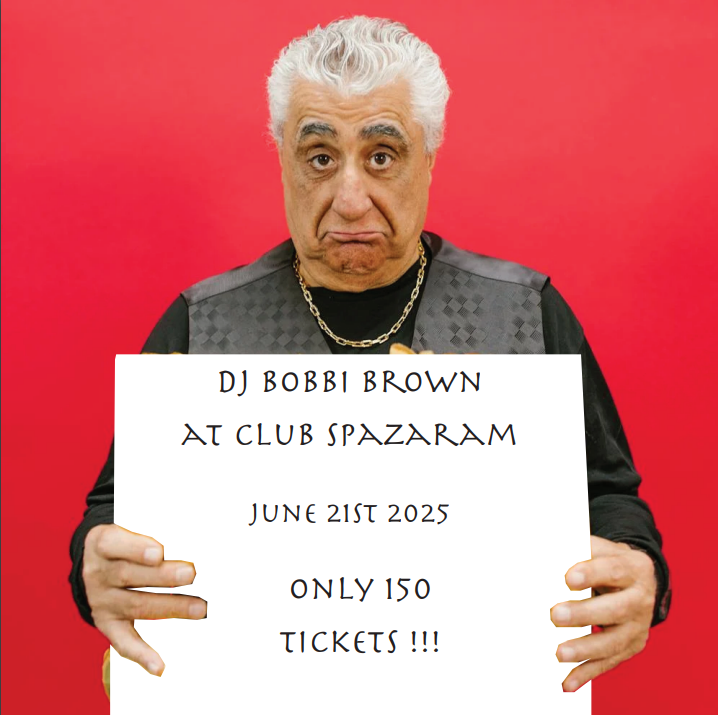 DJ BOBBI BROWN
AT CLUB SPAZARAM
JUNE 21ST 2025
ONLY 150
TICKETS !!!